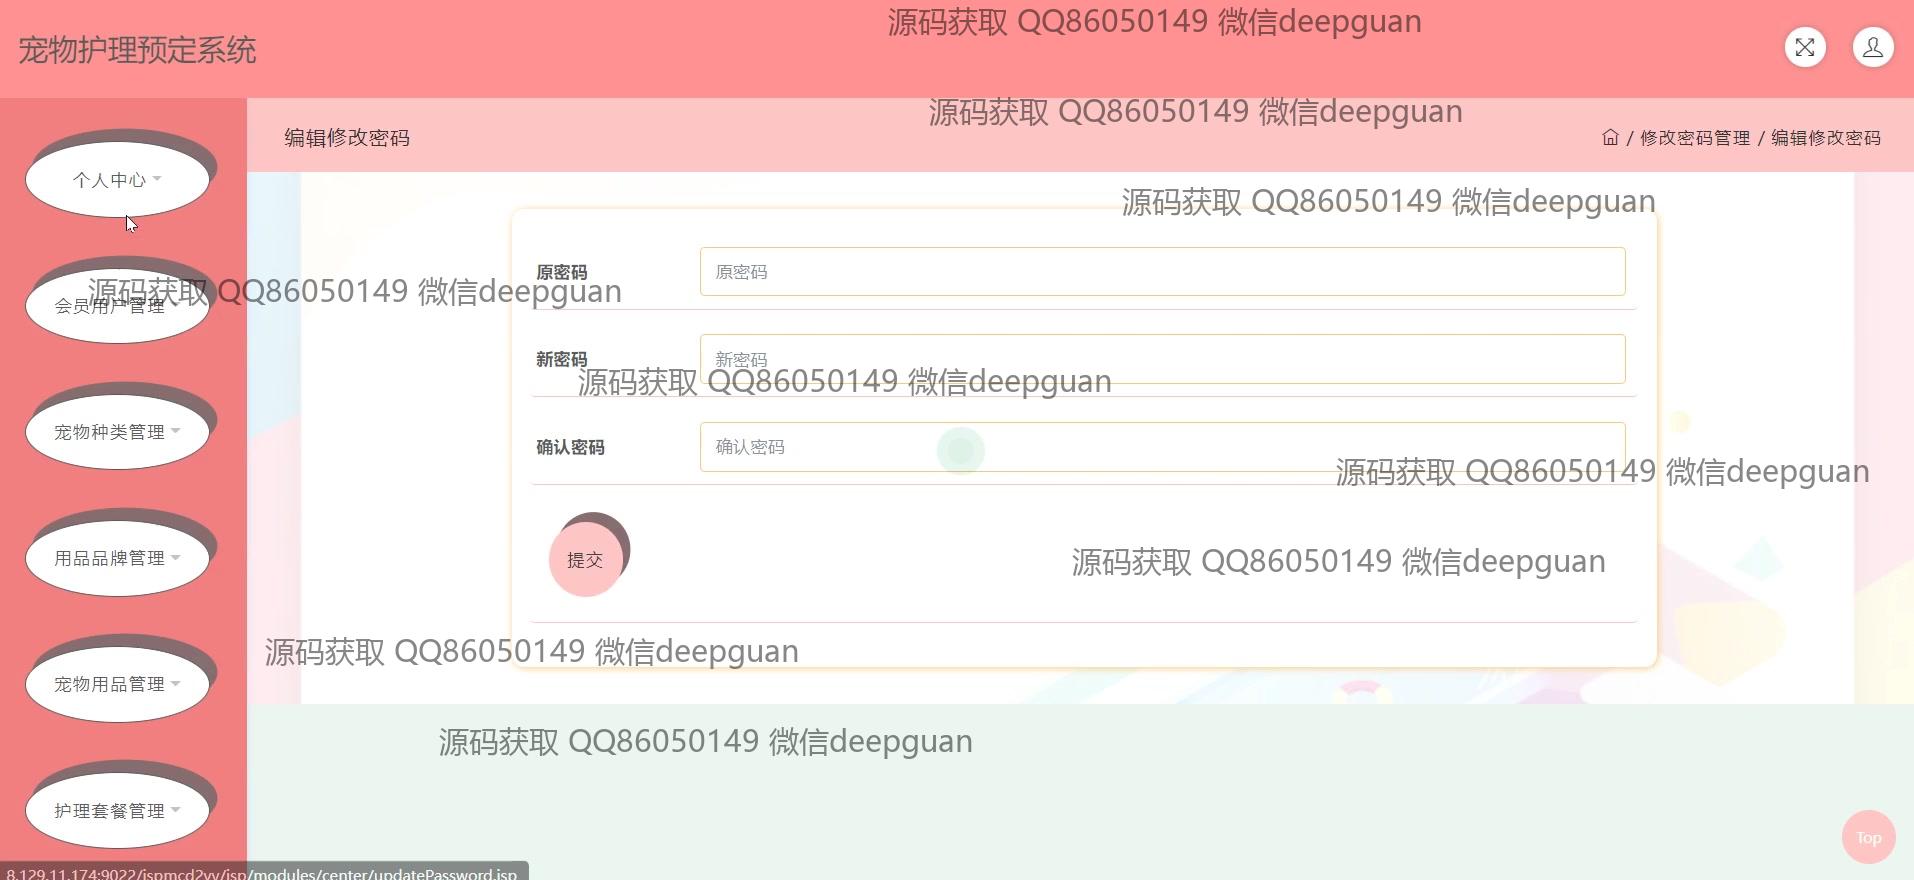 源码获取 QQ86050149 微信deepguan
宠物护理预定系统
源码获取 QQ86050149 微信deepguan
编辑修改密码
/ 修改密码管理 / 编辑修改密码
个人中心
源码获取 QQ86050149 微信deepguan
原密码
原密码
源码获取 QQ86050149 微信deepguan
会员用户管理
新密码
新密码
源码获取 QQ86050149 微信deepguan
宠物种类管理
确认密码
确认密码
源码获取 QQ86050149 微信deepguan
用品品牌管理
提交
源码获取 QQ86050149 微信deepguan
源码获取 QQ86050149 微信deepguan
宠物用品管理
源码获取 QQ86050149 微信deepguan
护理套餐管理
Top
8.129.11.174:9022/jspmcd2vv/jsp/modules/center/updatePassword.jsp